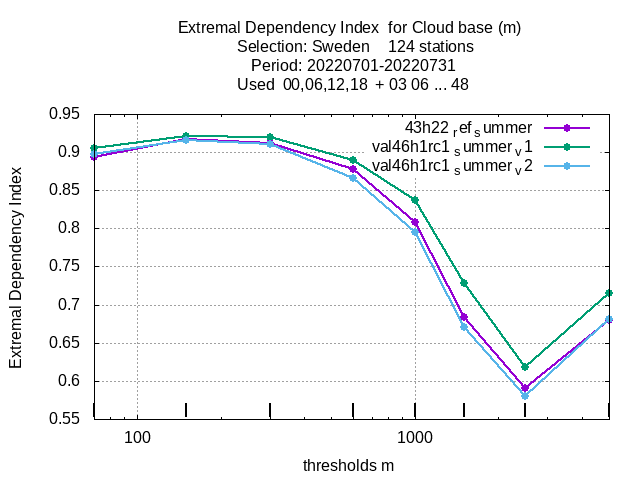 Extremal Dependency Index  for Cloud base (m)
Selection: Sweden    124 stations
Period: 20220701-20220731
Used  00,06,12,18  + 03 06 ... 48
0.95
0.9
0.85
0.8
0.75
0.7
0.65
0.6
0.55
Extremal Dependency Index
43h22 ref summer
val46h1rc1 summer v1
val46h1rc1 summer v2
100
1000
thresholds m